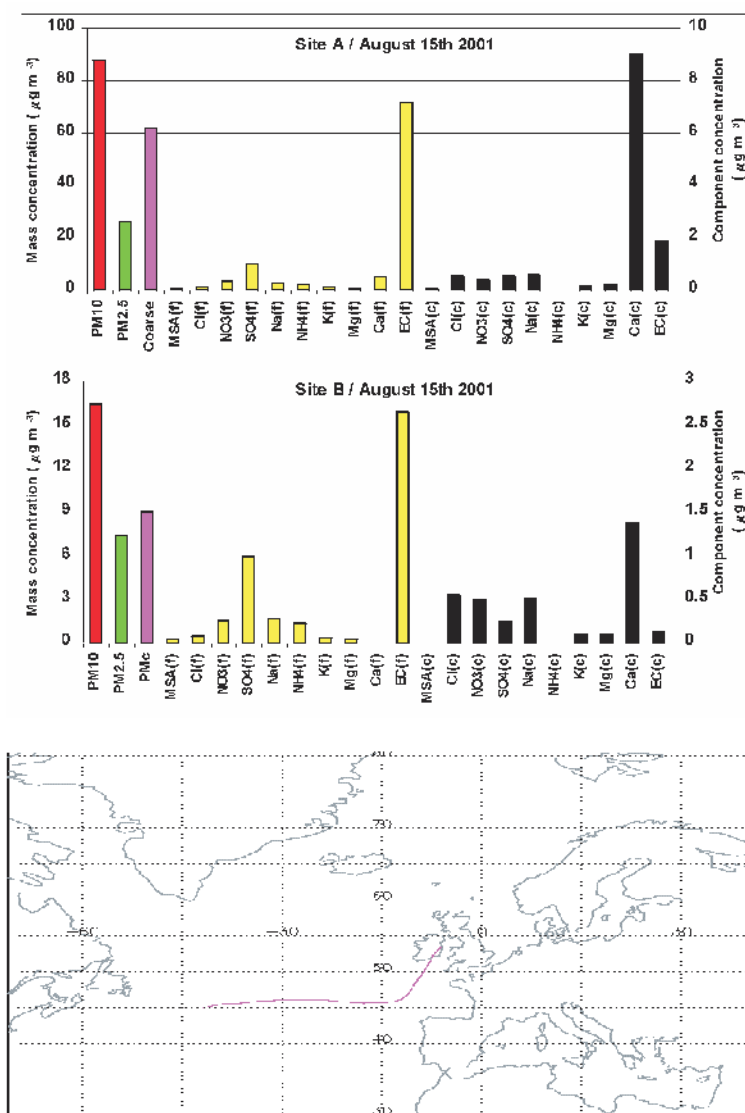 Site A / August 15th 2001
Mass concentration ( μg m⁻³)
100
80
60
40
20
0
Component concentration
( μg m⁻³)
10
8
6
4
2
0
PM10
PM2.5
Coarse
MSA(f)
Cl(f)
NO3(f)
SO4(f)
Na(f)
NH4(f)
K(f)
Mg(f)
Ca(f)
EC(f)
MSA(c)
Cl(c)
NO3(c)
SO4(c)
Na(c)
NH4(c)
K(c)
Mg(c)
Ca(c)
EC(c)
Site B / August 15th 2001
Mass concentration ( μg m⁻³)
18
15
12
9
6
3
0
Component concentration
( μg m⁻³)
3
2.5
2
1.5
1
0.5
0
PM10
PM2.5
PMc
MSA(f)
Cl(f)
NO3(f)
SO4(f)
Na(f)
NH4(f)
K(f)
Mg(f)
Ca(f)
EC(f)
MSA(c)
Cl(c)
NO3(c)
SO4(c)
Na(c)
NH4(c)
K(c)
Mg(c)
Ca(c)
EC(c)
70
-60
-30
0